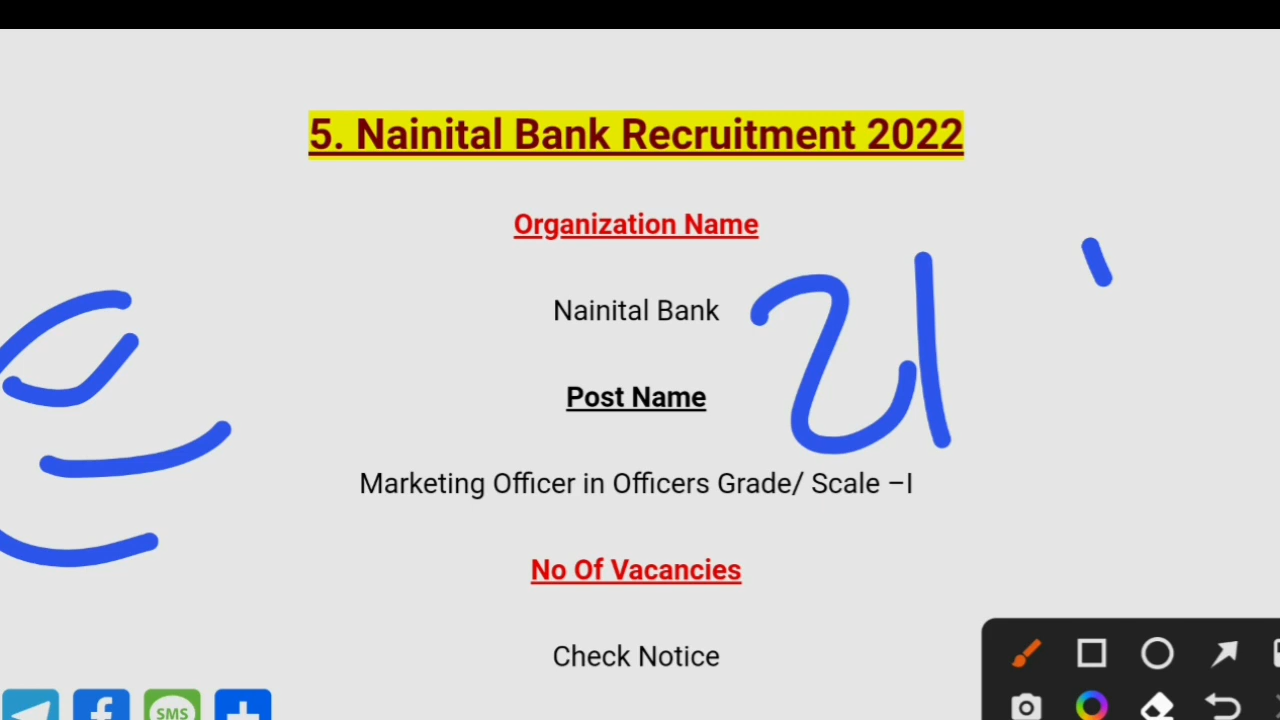 5. Nainital Bank Recruitment 2022
Organization Name
Nainital Bank
Post Name
Marketing Officer in Officers Grade/ Scale –I
No Of Vacancies
Check Notice
SMS